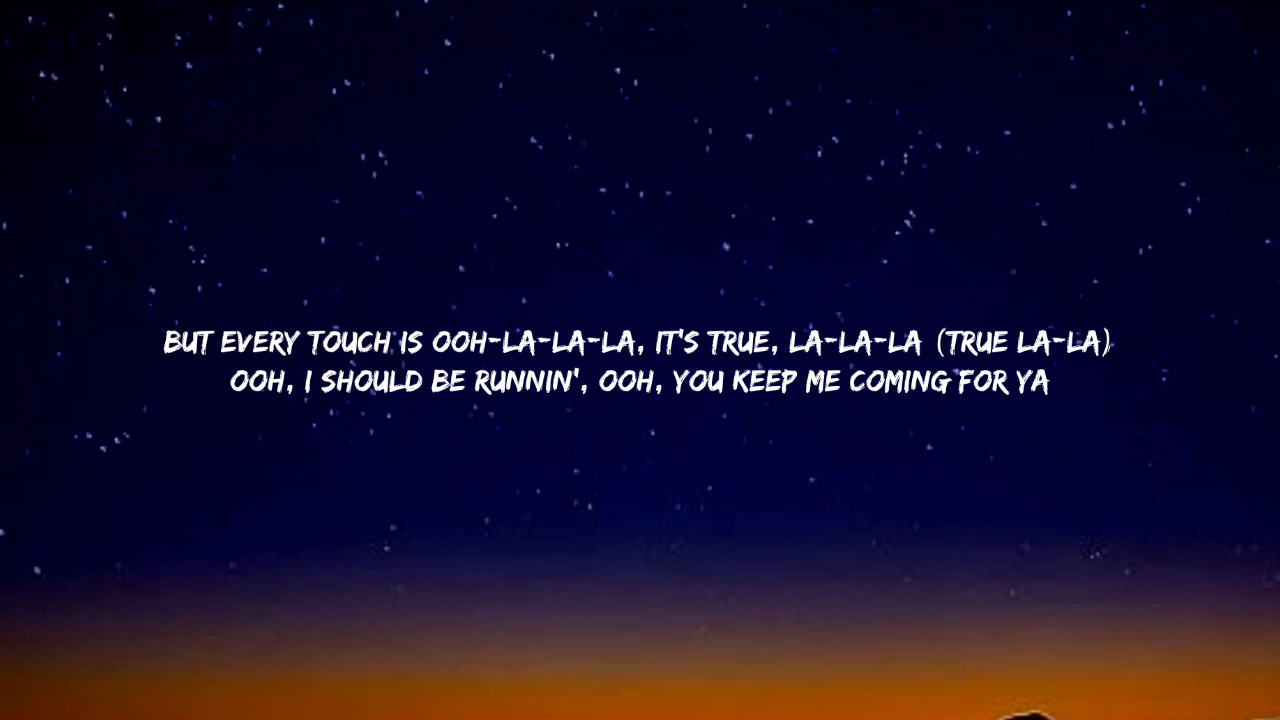 BUT EVERY TOUCH IS OOH-LA-LA-LA, IT'S TRUE, LA-LA-LA (TRUE LA-LA)
OOH, I SHOULD BE RUNNIN', OOH, YOU KEEP ME COMING FOR YA